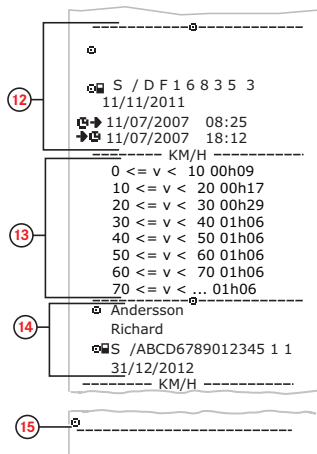 12
S / D F 1 6 8 3 5 3
11/11/2011
11/07/2007 08:25
11/07/2007 18:12
------- KM/H ----------
13
0 <= v < 10 00h09
10 <= v < 20 00h17
20 <= v < 30 00h29
30 <= v < 40 01h06
40 <= v < 50 01h06
50 <= v < 60 01h06
60 <= v < 70 01h06
70 <= v < ... 01h06
14
Andersson
Richard
S /ABCD6789012345 1 1
31/12/2012
------- KM/H ----------
15